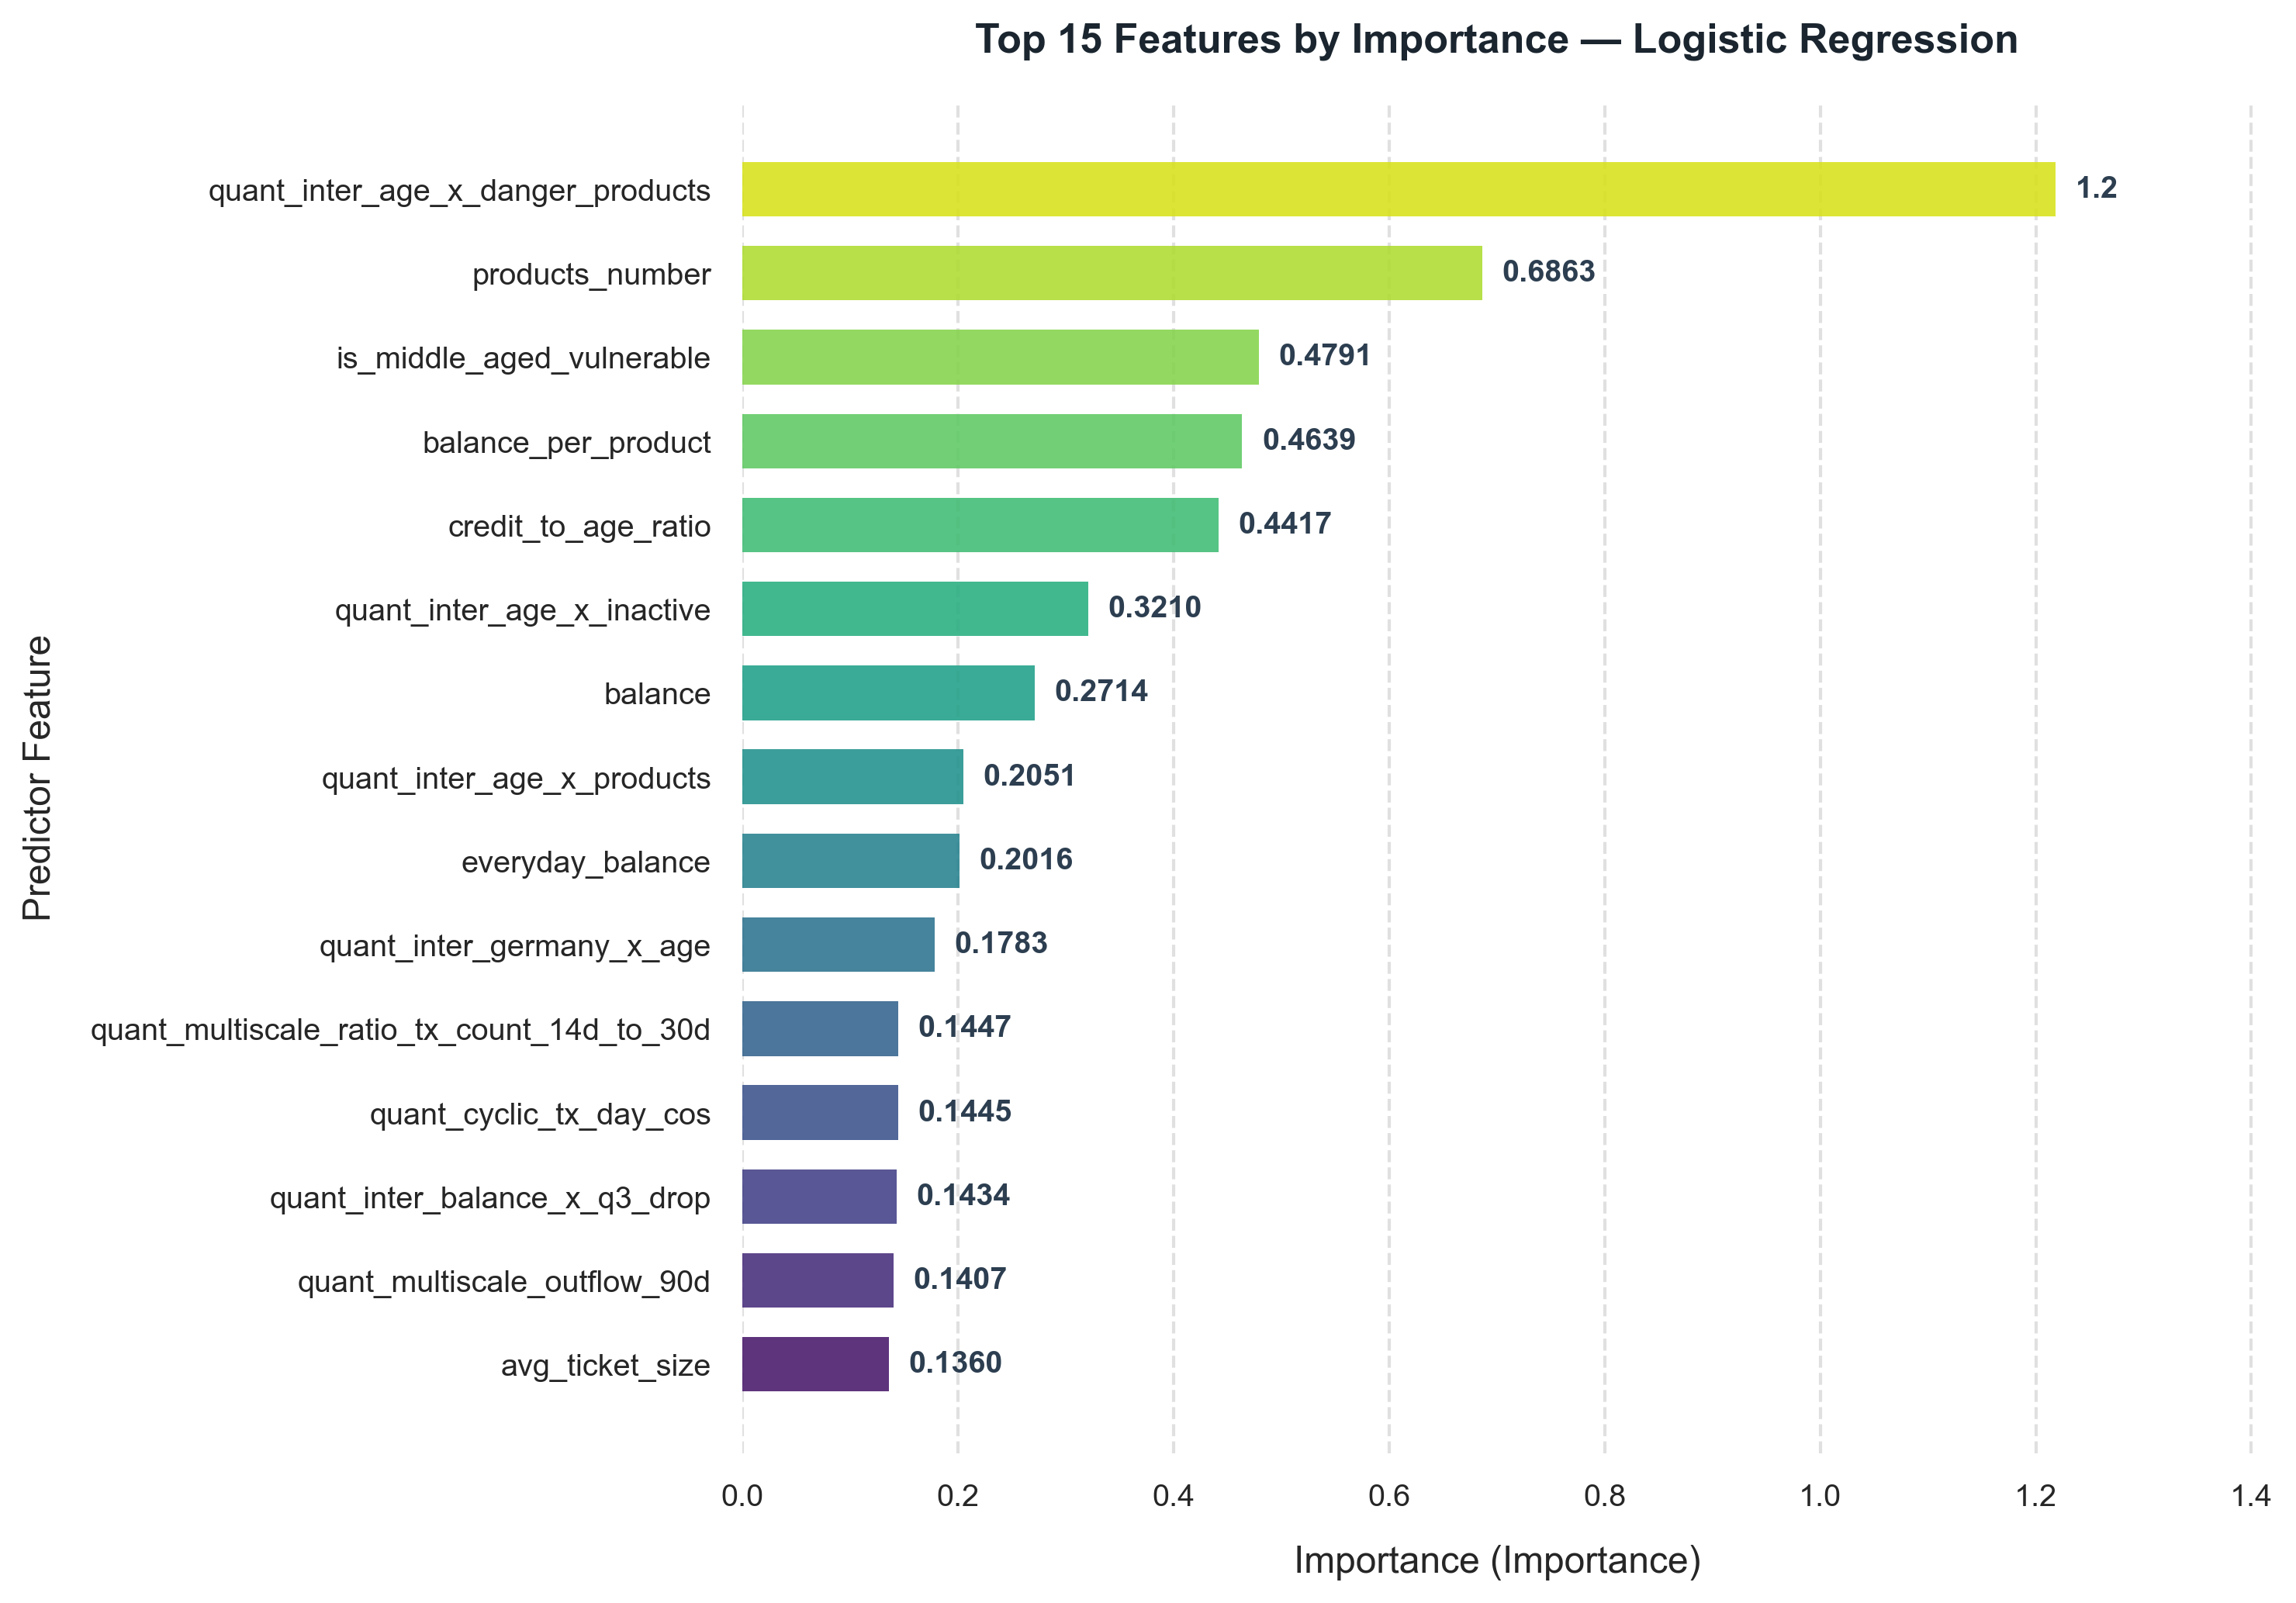 Top 15 Features by Importance — Logistic Regression
quant_inter_age_x_danger_products 1.2
products_number 0.6863
is_middle_aged_vulnerable 0.4791
balance_per_product 0.4639
credit_to_age_ratio 0.4417
quant_inter_age_x_inactive 0.3210
balance 0.2714
quant_inter_age_x_products 0.2051
everyday_balance 0.2016
quant_inter_germany_x_age 0.1783
quant_multiscale_ratio_tx_count_14d_to_30d 0.1447
quant_cyclic_tx_day_cos 0.1445
quant_inter_balance_x_q3_drop 0.1434
quant_multiscale_outflow_90d 0.1407
avg_ticket_size 0.1360
Predictor Feature
0.0 0.2 0.4 0.6 0.8 1.0 1.2 1.4
Importance (Importance)